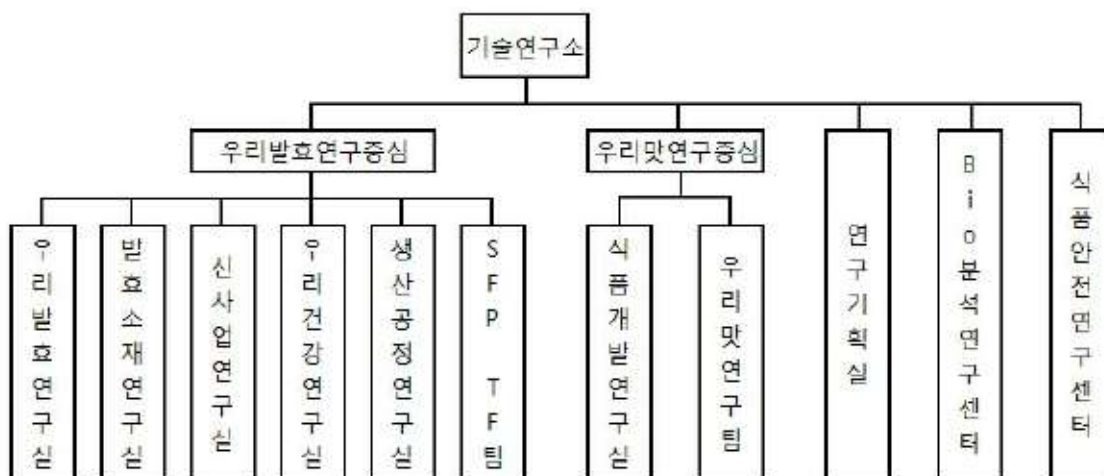 기술연구소
우리발효연구중심
우리맛연구중심
연구기획실
Bio분석연구센터
식품안전연구센터
우리발효연구실
발효소재연구실
신사업연구실
우리건강연구실
생산공정연구실
SFP TF팀
식품개발연구실
우리맛연구팀